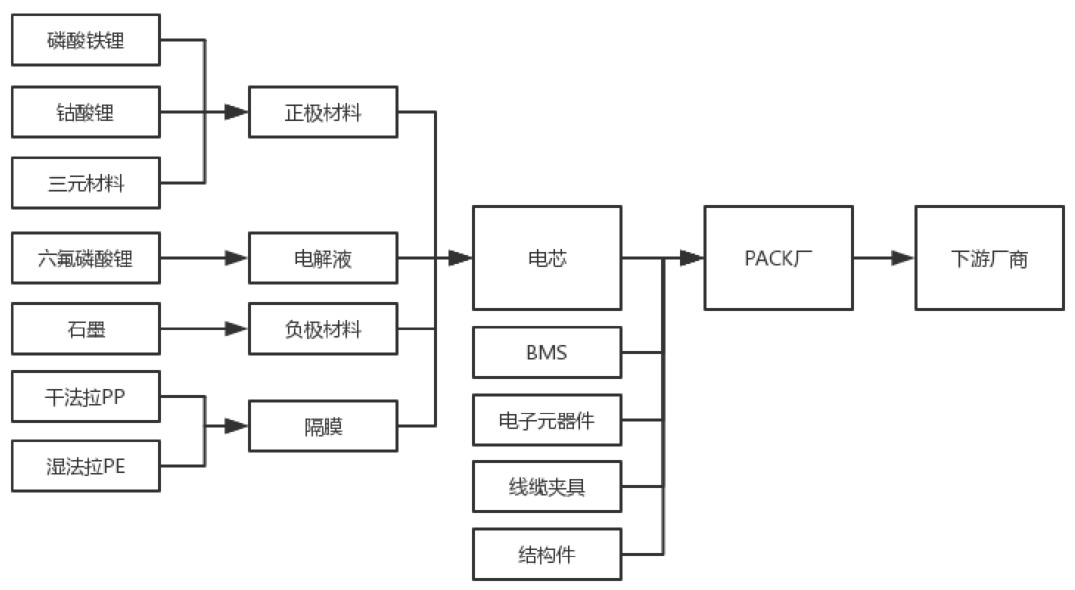 磷酸铁锂
钴酸锂
三元材料
六氟磷酸锂
石墨
干法拉PP
湿法拉PE
正极材料
电解液
负极材料
隔膜
电芯
BMS
电子元器件
线缆夹具
结构件
PACK厂
下游厂商